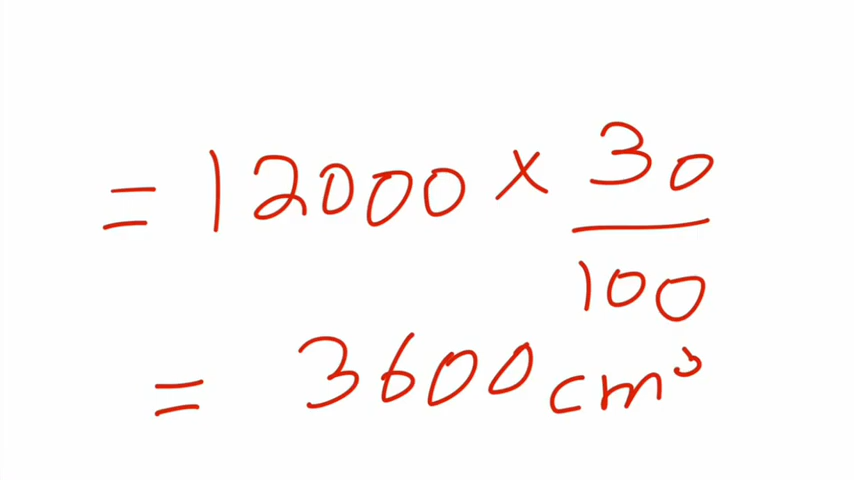 = 12000 × 30/100
= 3600 cm³